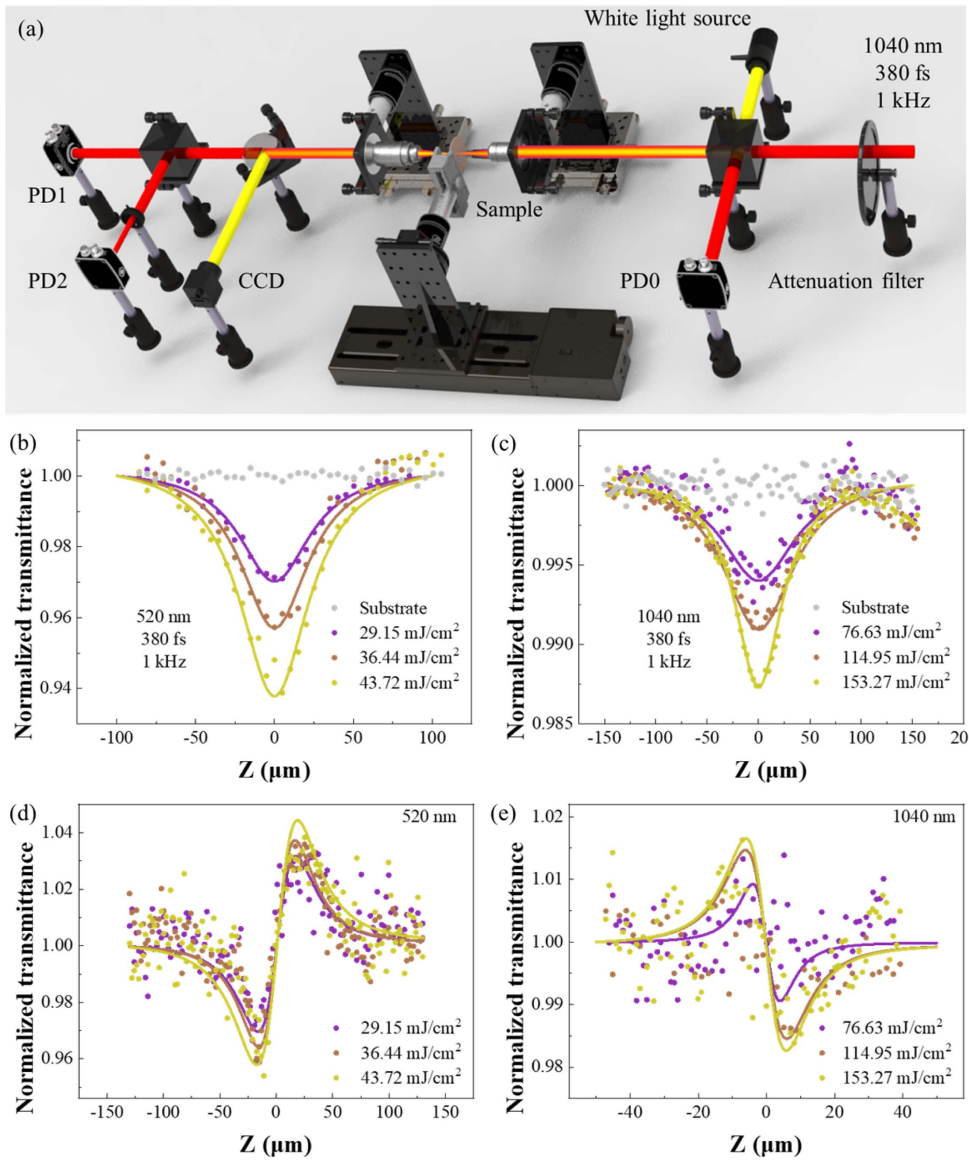 (a)
White light source
1040 nm
380 fs
1 kHz
PD1
Sample
PD2
CCD
PD0
Attenuation filter
(b)
1.00
0.98
0.96
0.94
Normalized transmittance
520 nm
380 fs
1 kHz
Substrate
29.15 mJ/cm²
36.44 mJ/cm²
43.72 mJ/cm²
-100 -50 0 50 100
Z (μm)
(c)
1.000
0.995
0.990
0.985
Normalized transmittance
1040 nm
380 fs
1 kHz
Substrate
76.63 mJ/cm²
114.95 mJ/cm²
153.27 mJ/cm²
-150 -100 -50 0 50 100 150 20
Z (μm)
(d)
520 nm
1.04
1.02
1.00
0.98
0.96
Normalized transmittance
29.15 mJ/cm²
36.44 mJ/cm²
43.72 mJ/cm²
-150 -100 -50 0 50 100 150
Z (μm)
(e)
1040 nm
1.02
1.01
1.00
0.99
0.98
Normalized transmittance
76.63 mJ/cm²
114.95 mJ/cm²
153.27 mJ/cm²
-40 -20 0 20 40
Z (μm)